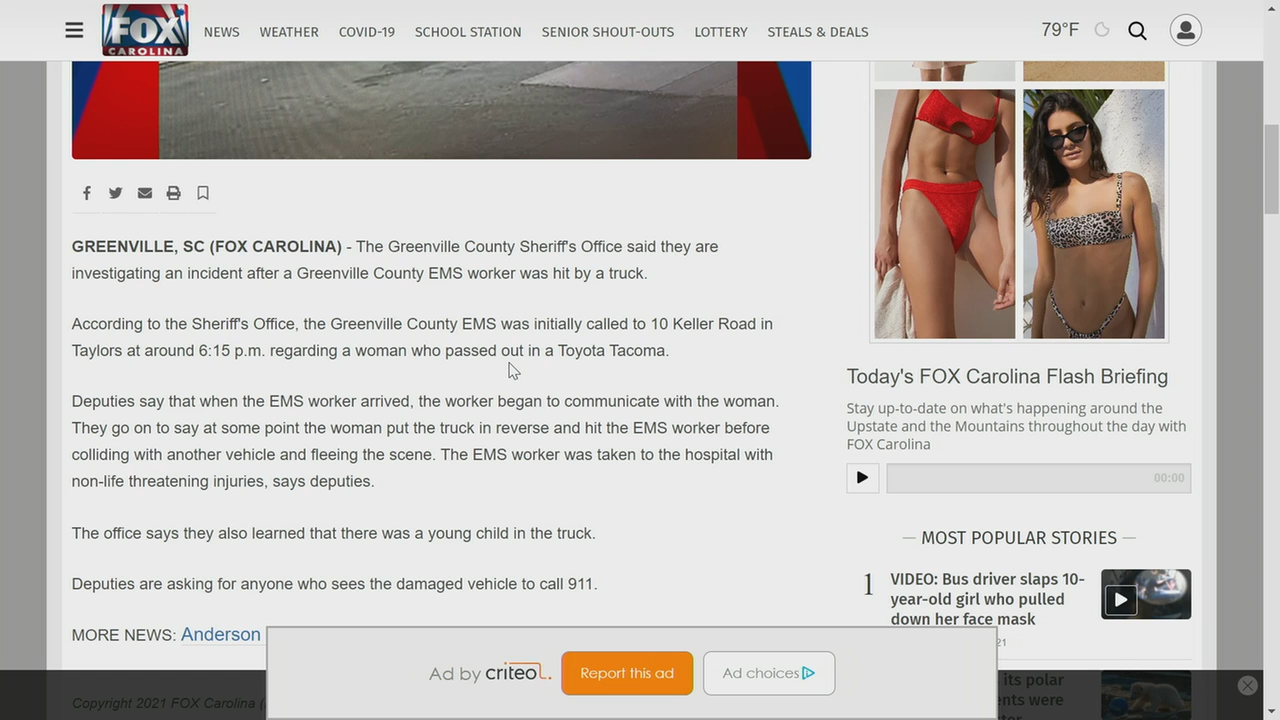 FOX
CAROLINA
NEWS WEATHER COVID-19 SCHOOL STATION SENIOR SHOUT-OUTS LOTTERY STEALS & DEALS
79°F
GREENVILLE, SC (FOX CAROLINA) - The Greenville County Sheriff's Office said they are
investigating an incident after a Greenville County EMS worker was hit by a truck.
According to the Sheriff's Office, the Greenville County EMS was initially called to 10 Keller Road in
Taylors at around 6:15 p.m. regarding a woman who passed out in a Toyota Tacoma.
Deputies say that when the EMS worker arrived, the worker began to communicate with the woman.
They go on to say at some point the woman put the truck in reverse and hit the EMS worker before
colliding with another vehicle and fleeing the scene. The EMS worker was taken to the hospital with
non-life threatening injuries, says deputies.
The office says they also learned that there was a young child in the truck.
Deputies are asking for anyone who sees the damaged vehicle to call 911.
MORE NEWS: Anderson
Copyright 2021 FOX Carolina (
Today's FOX Carolina Flash Briefing
Stay up-to-date on what's happening around the
Upstate and the Mountains throughout the day with
FOX Carolina
00:00
— MOST POPULAR STORIES —
1
VIDEO: Bus driver slaps 10-
year-old girl who pulled
down her face mask
21
its polar
were
Ad by criteo.
Report this ad
Ad choices